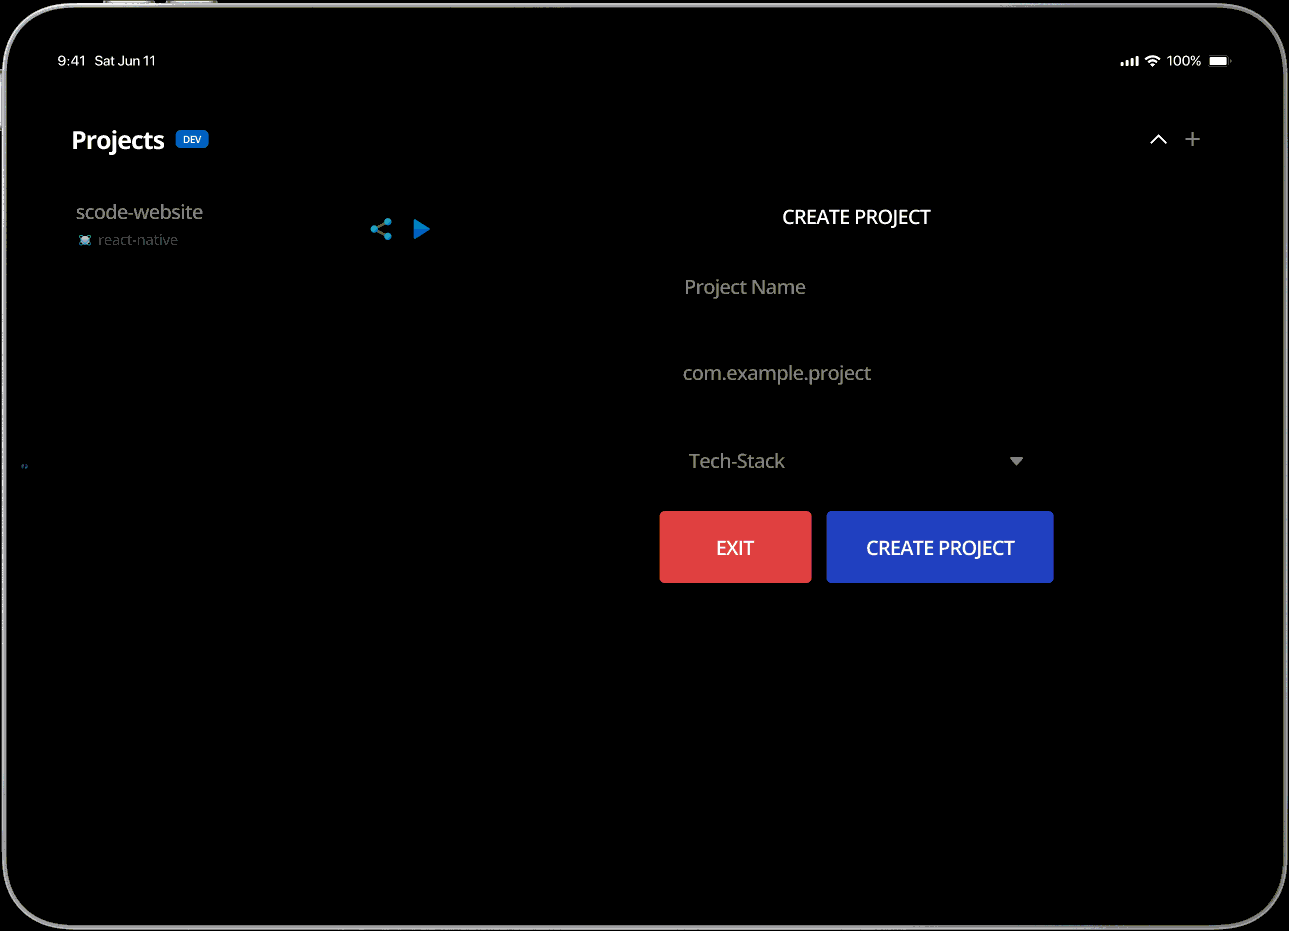 9:41 Sat Jun 11
100%
Projects DEV
scode-website
react-native
CREATE PROJECT
Project Name
com.example.project
Tech-Stack
EXIT
CREATE PROJECT